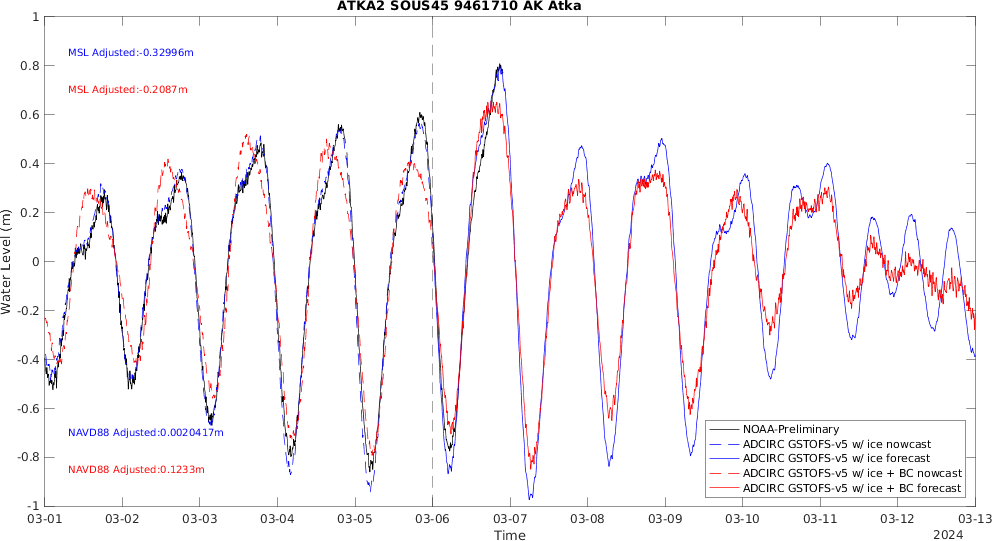 ATKA2 SOUS45 9461710 AK Atka
MSL Adjusted:-0.32996m
MSL Adjusted:-0.2087m
NAVD88 Adjusted:0.0020417m
NAVD88 Adjusted:0.1233m
Water Level (m)
1
0.8
0.6
0.4
0.2
0
-0.2
-0.4
-0.6
-0.8
-1
NOAA-Preliminary
ADCIRC GSTOFS-v5 w/ ice nowcast
ADCIRC GSTOFS-v5 w/ ice forecast
ADCIRC GSTOFS-v5 w/ ice + BC nowcast
ADCIRC GSTOFS-v5 w/ ice + BC forecast
03-01 03-02 03-03 03-04 03-05 03-06 03-07 03-08 03-09 03-10 03-11 03-12 03-13
Time
2024